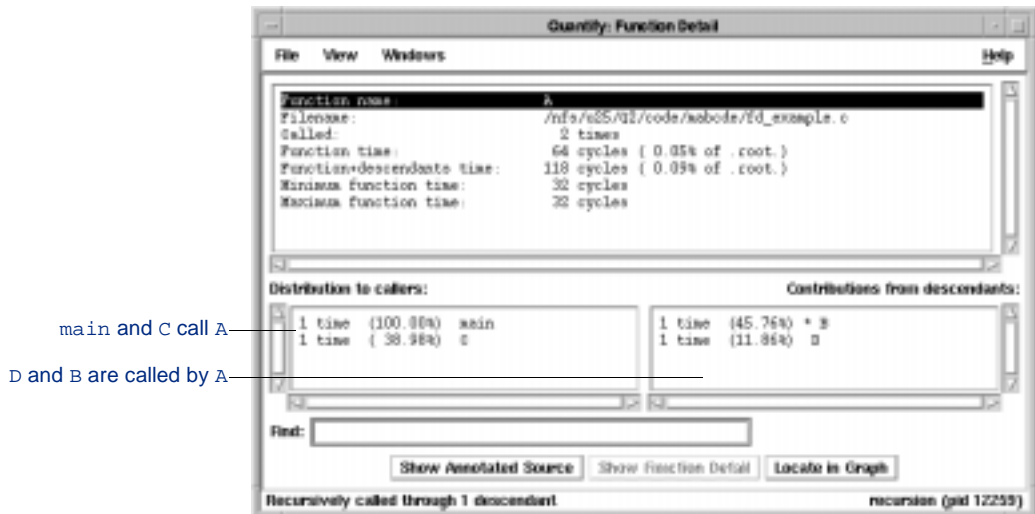 Quantify: Function Detail
File View Windows Help
Function name: A
Filename: /nfs/u25/q2/code/mabode/fd_example.c
Called: 2 times
Function time: 64 cycles ( 0.05% of .root.)
Function+descendants time: 118 cycles ( 0.09% of .root.)
Minimum function time: 32 cycles
Maximum function time: 32 cycles
Distribution to callers: Contributions from descendants:
main and C call A
1 time (100.00%) main
1 time ( 38.98%) C
1 time (45.76%) * B
1 time (11.86%) D
D and B are called by A
Find:
Show Annotated Source Show Function Detail Locate in Graph
Recursively called through 1 descendant recursion (pid 12259)